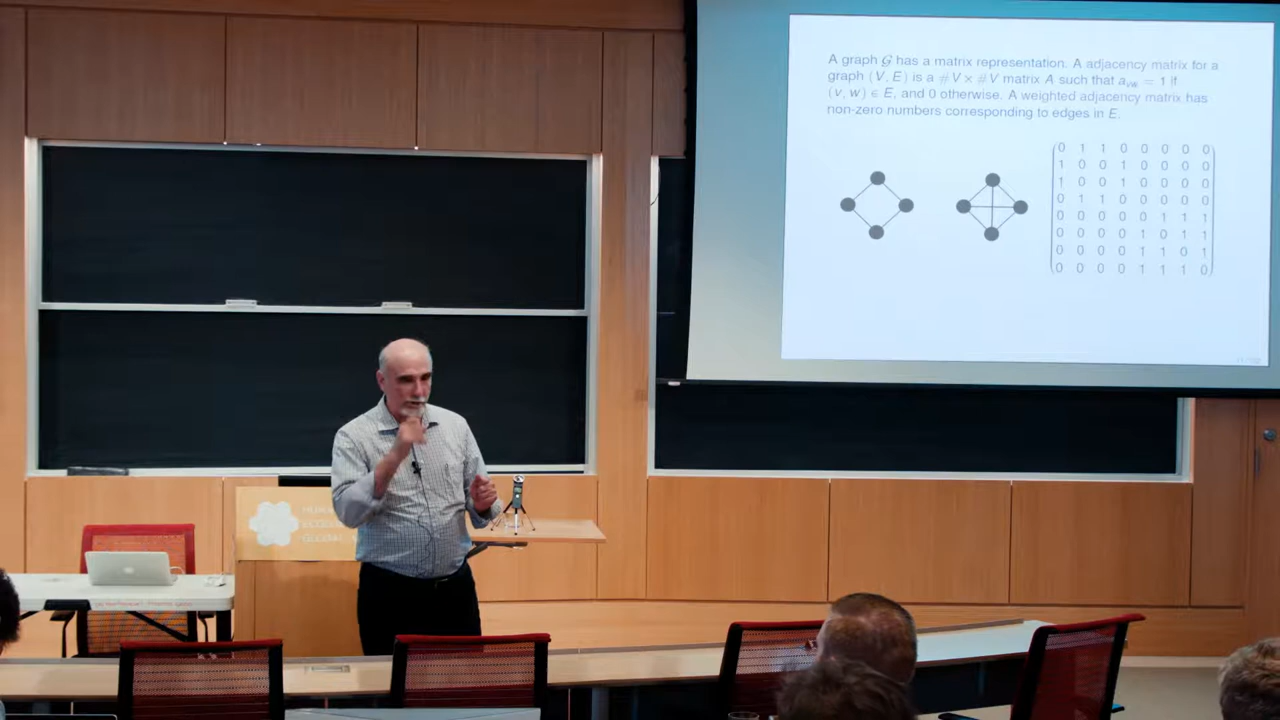 A graph 𝒢 has a matrix representation. A adjacency matrix for a
graph (V, E) is a #V × #V matrix A such that aᵥw = 1 if
(v, w) ∈ E, and 0 otherwise. A weighted adjacency matrix has
non-zero numbers corresponding to edges in E.
0 1 1 0 0 0 0 0
1 0 0 1 0 0 0 0
1 0 0 1 0 0 0 0
0 1 1 0 0 0 0 0
0 0 0 0 0 1 1 1
0 0 0 0 1 0 1 1
0 0 0 0 1 1 0 1
0 0 0 0 1 1 1 0